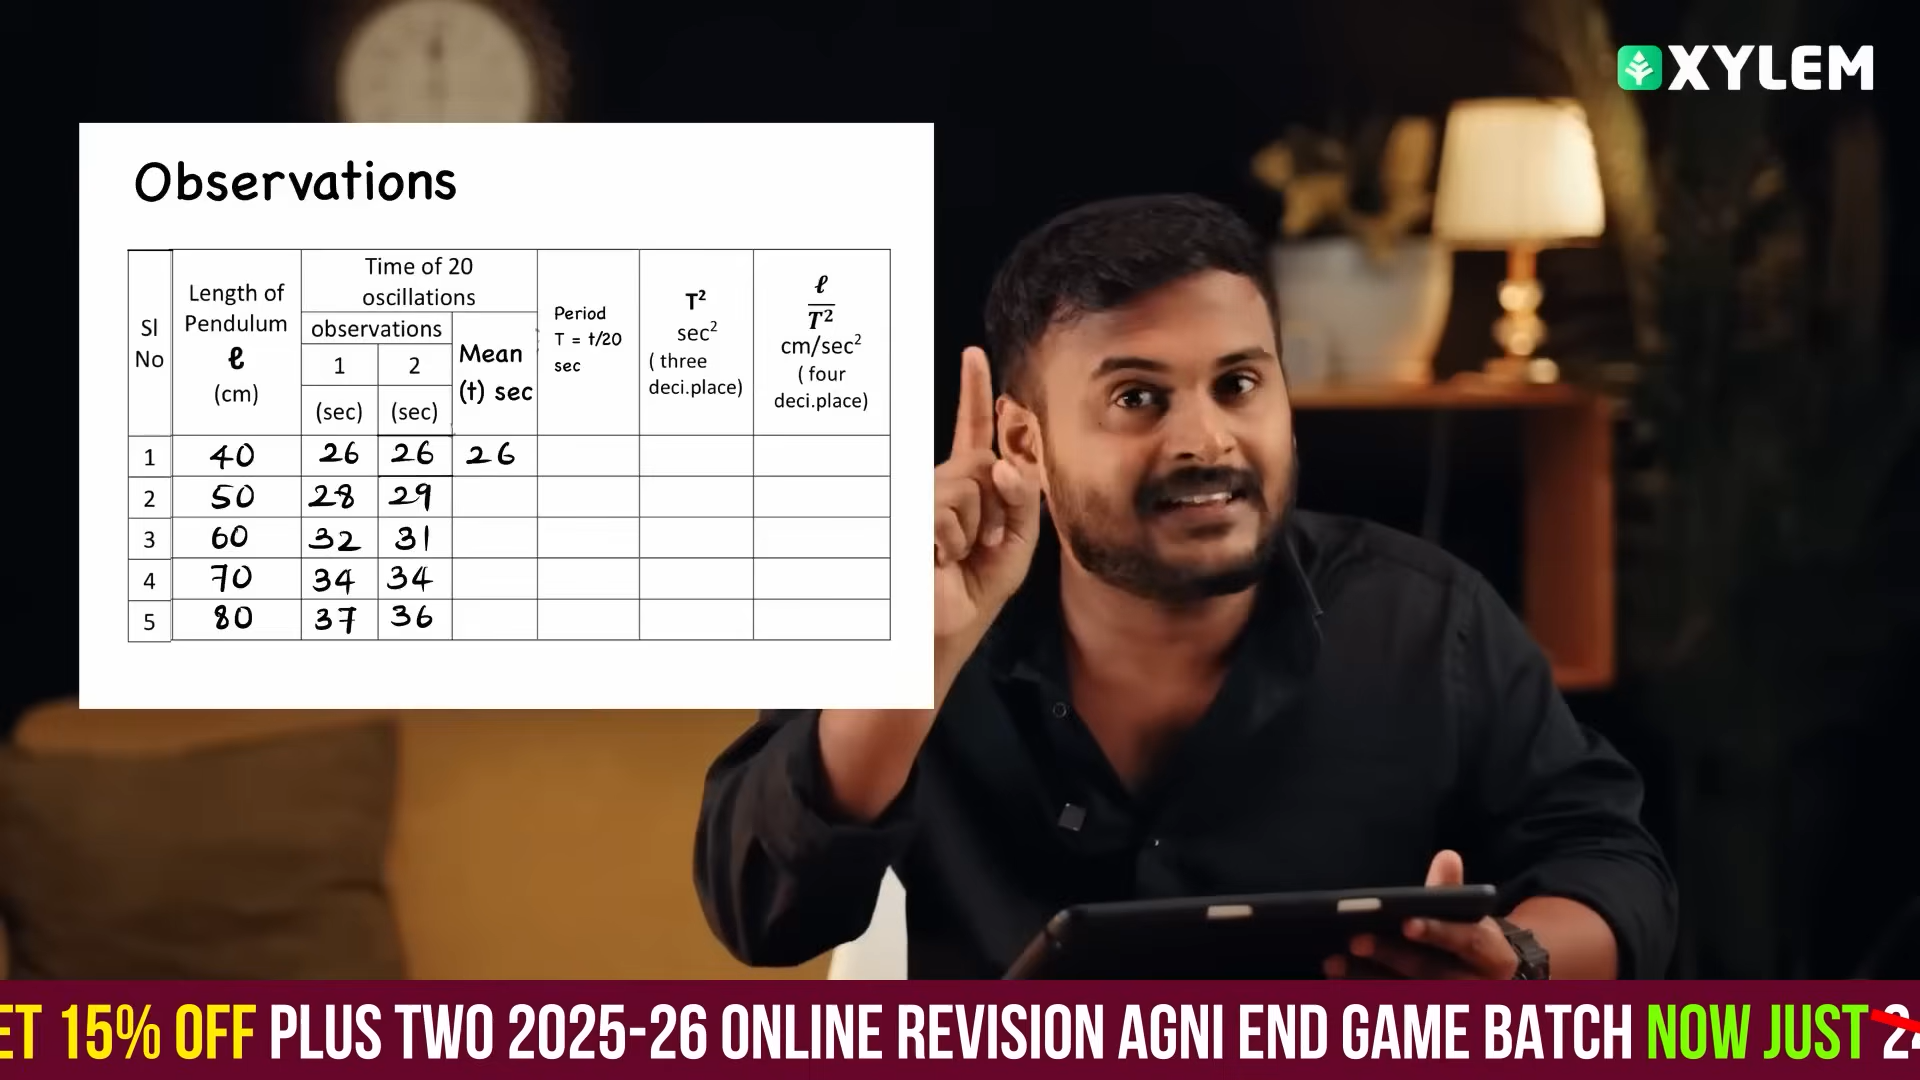 XYLEM
Observations
Sl No
Length of Pendulum ℓ (cm)
Time of 20 oscillations
observations
1
2
(sec)
(sec)
Mean (t) sec
Period T = t/20 sec
T² sec² ( three deci.place)
ℓ/T² cm/sec² ( four deci.place)
1 40 26 26 26
2 50 28 29
3 60 32 31
4 70 34 34
5 80 37 36
ET 15% OFF PLUS TWO 2025-26 ONLINE REVISION AGNI END GAME BATCH NOW JUST